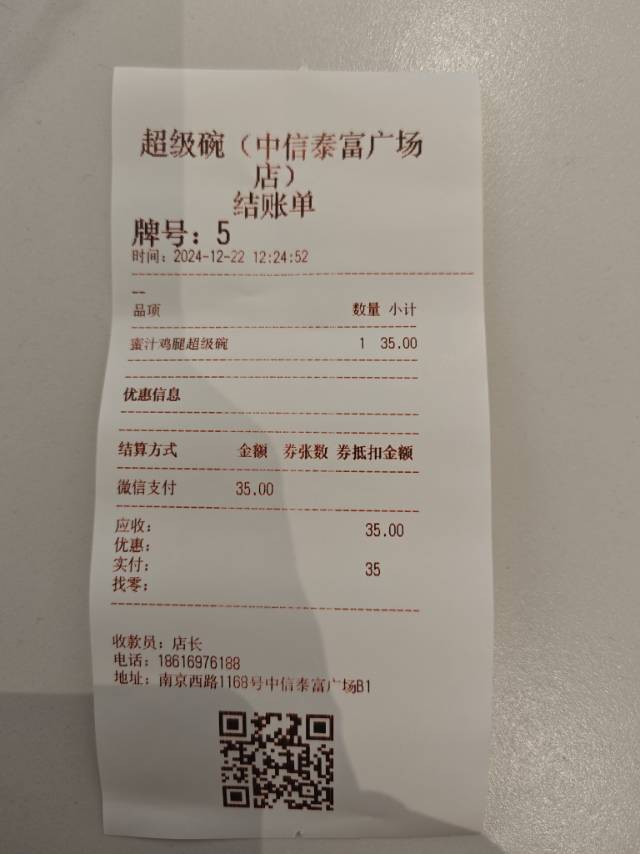 超级碗（中信泰富广场
店）
结账单
牌号：5
时间：2024-12-22 12:24:52
品项 数量 小计
蜜汁鸡腿超级碗 1 35.00
优惠信息
结算方式 金额 券张数 券抵扣金额
微信支付 35.00
应收： 35.00
优惠：
实付： 35
找零：
收款员：店长
电话：18616976188
地址：南京西路1168号中信泰富广场B1